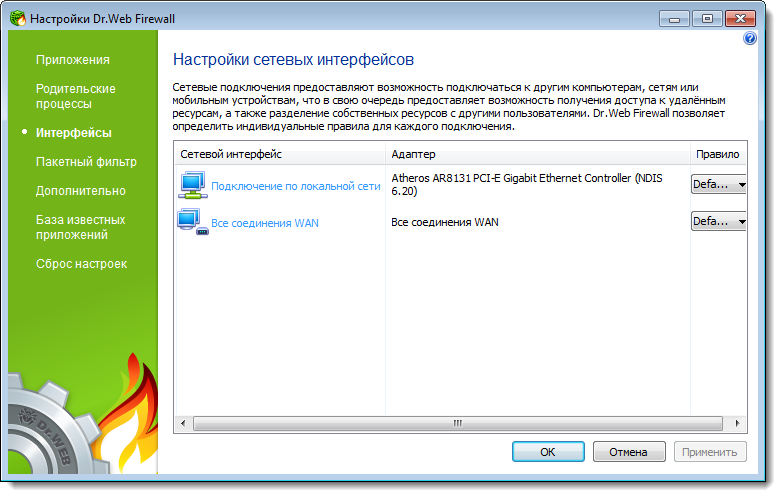 Настройки Dr.Web Firewall
Приложения
Родительские
процессы
Интерфейсы
Пакетный фильтр
Дополнительно
База известных
приложений
Сброс настроек
Dr.WEB
Настройки сетевых интерфейсов
Сетевые подключения предоставляют возможность подключаться к другим компьютерам, сетям или
мобильным устройствам, что в свою очередь предоставляет возможность получения доступа к удалённым
ресурсам, а также разделение собственных ресурсов с другими пользователями. Dr.Web Firewall позволяет
определить индивидуальные правила для каждого подключения.
Сетевой интерфейс Адаптер Правило
Подключение по локальной сети Atheros AR8131 PCI-E Gigabit Ethernet Controller (NDIS
6.20) Defa...
Все соединения WAN Все соединения WAN Defa...
OK Отмена Применить